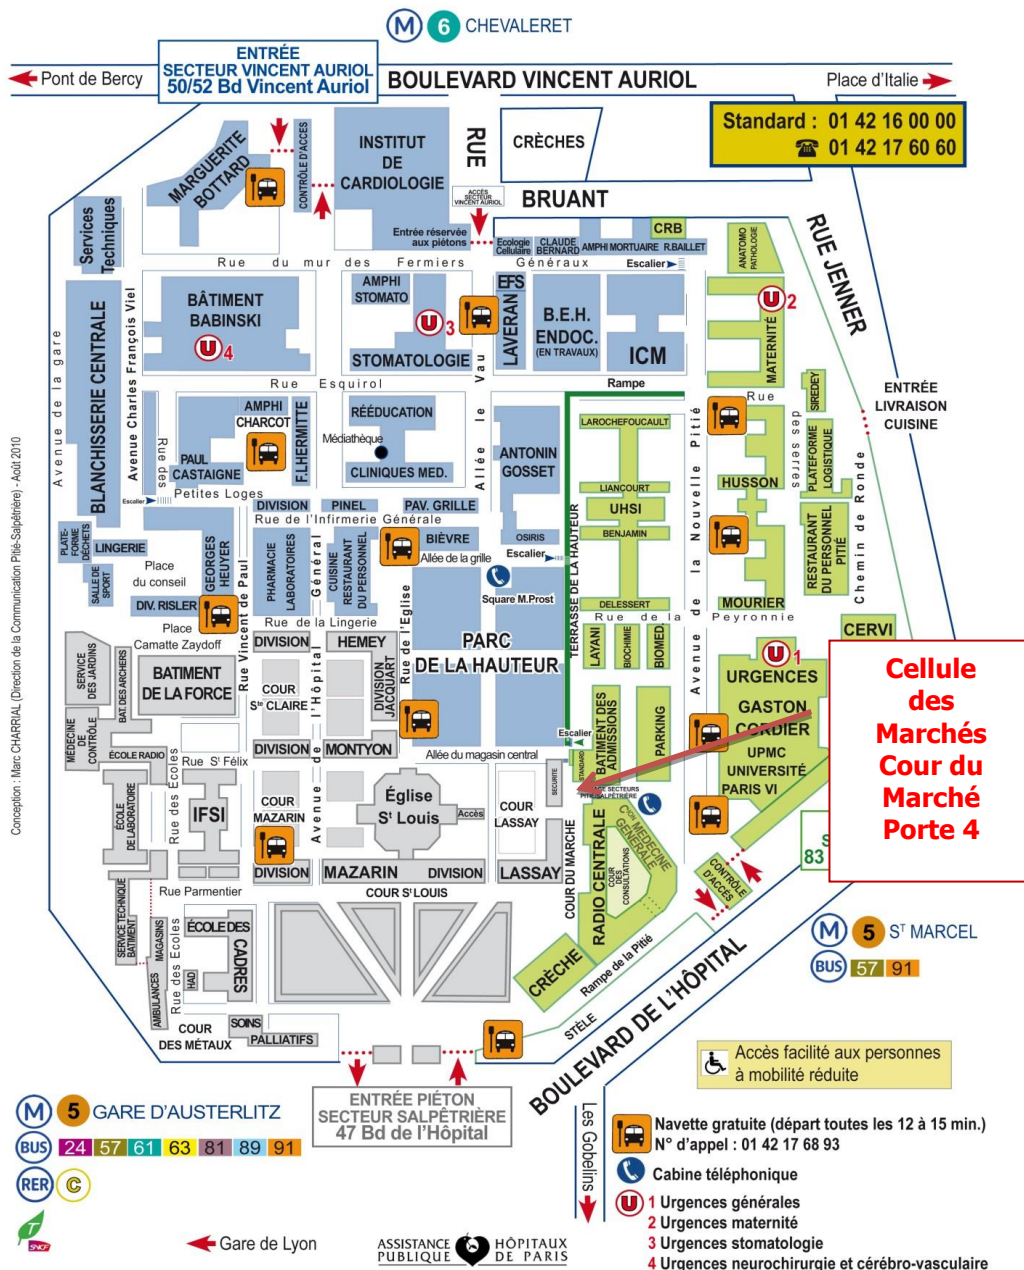 M 6 CHEVALERET
ENTRÉE
SECTEUR VINCENT AURIOL
50/52 Bd Vincent Auriol
Pont de Bercy
BOULEVARD VINCENT AURIOL
Place d'Italie
Standard : 01 42 16 00 00
01 42 17 60 60
MARGUERITE
BOTTARD
CONTRÔLE D'ACCES
INSTITUT
DE
CARDIOLOGIE
RUE
BRUANT
CRÈCHES
ACCÈS
SECTEUR
VINCENT AURIOL
Entrée réservée
aux piétons
Services
Techniques
Ecologie
Cellulaire
CLAUDE
BERNARD
AMPHI MORTUAIRE
R.BAILLET
CRB
ANATOMO
PATHOLOGIE
RUE JENNER
Rue du mur des Fermiers Généraux
Escalier
BÂTIMENT
BABINSKI
U 4
AMPHI
STOMATO
U 3
STOMATOLOGIE
EFS
LAVERAN
B.E.H.
ENDOC.
(EN TRAVAUX)
ICM
U 2
MATERNITÉ
Avenue de la gare
BLANCHISSERIE CENTRALE
Avenue Charles François Viel
Rue Esquirol
Rampe
Rue des serres
SIREDEY
ENTRÉE
LIVRAISON
CUISINE
Rue des
Petites Loges
AMPHI
CHARCOT
PAUL
CASTAIGNE
F.LHERMITTE
RÉÉDUCATION
Médiathèque
CLINIQUES MED.
Allée le Vau
ANTONIN
GOSSET
LAROCHEFOUCAULT
LIANCOURT
UHSI
BENJAMIN
DELESSERT
Avenue de la Nouvelle Pitié
HUSSON
MOURIER
PLATEFORME
LOGISTIQUE
RESTAURANT
DU PERSONNEL
PITIÉ
Chemin de Ronde
Escalier
DIVISION PINEL
PAV. GRILLE
Rue de l'Infirmerie Générale
PLATE-
FORME
DÉCHETS
LINGERIE
SALLE DE
SPORT
Place
du conseil
GEORGES
HEUYER
DIV. RISLER
PHARMACIE
LABORATOIRES
CUISINE
RESTAURANT
DU PERSONNEL
BIÈVRE
Allée de la grille
OSIRIS
Escalier
Square M.Prost
TERRASSE DE LA HAUTEUR
PARC
DE LA HAUTEUR
Rue de la Lingerie
Rue de la Peyronnie
Place
Camatte Zaydoff
Rue Vincent de Paul
Avenue de l'Hôpital Général
Rue de l'Eglise
DIVISION HEMEY
COUR
Ste CLAIRE
DIVISION
JACQUART
DIVISION MONTYON
LAYANI
BIOCHIMIE
BIOMED
CERVI
U 1
URGENCES
GASTON
CORDIER
UPMC
UNIVERSITÉ
PARIS VI
BATIMENT DES
ADMISSIONS
PARKING
Escalier
STANDARD
Cellule
des
Marchés
Cour du
Marché
Porte 4
SERVICE
DES JARDINS
BAT. DES ARCHERS
BATIMENT
DE LA FORCE
MÉDECINE
DE
CONTRÔLE
ÉCOLE RADIO
Rue St Félix
Rue des Ecoles
Allée du magasin central
SECURITE
ÉCOLE
DE LABORATOIRE
IFSI
COUR
MAZARIN
Église
St Louis
Accès
COUR
LASSAY
DIVISION MAZARIN DIVISION
LASSAY
COUR St LOUIS
COUR DU MARCHE
RADIO CENTRALE
Con MEDECINE
GENERALE
COUR
DES
CONSULTATIONS
CONTRÔLE
D'ACCÈS
83
Rue Parmentier
SERVICE TECHNIQUE
BATIMENT
MAGASINS
AMBULANCES
Rue des Ecoles
ÉCOLE DES
CADRES
HAD
CRÈCHE
Rampe de la Pitié
STÈLE
BOULEVARD DE L'HÔPITAL
M 5 ST MARCEL
BUS 57 91
COUR
DES MÉTAUX
SOINS
PALLIATIFS
ENTRÉE PIÉTON
SECTEUR SALPÊTRIÈRE
47 Bd de l'Hôpital
Accès facilité aux personnes
à mobilité réduite
Les Gobelins
M 5 GARE D'AUSTERLITZ
BUS 24 57 61 63 81 89 91
RER C
T
SNCF
Gare de Lyon
ASSISTANCE HÔPITAUX
PUBLIQUE DE PARIS
Navette gratuite (départ toutes les 12 à 15 min.)
N° d'appel : 01 42 17 68 93
Cabine téléphonique
U 1 Urgences générales
2 Urgences maternité
3 Urgences stomatologie
4 Urgences neurochirurgie et cérébro-vasculaire
Conception : Marc CHARRIAL (Direction de la Communication Pitié-Salpêtrière) - Août 2010